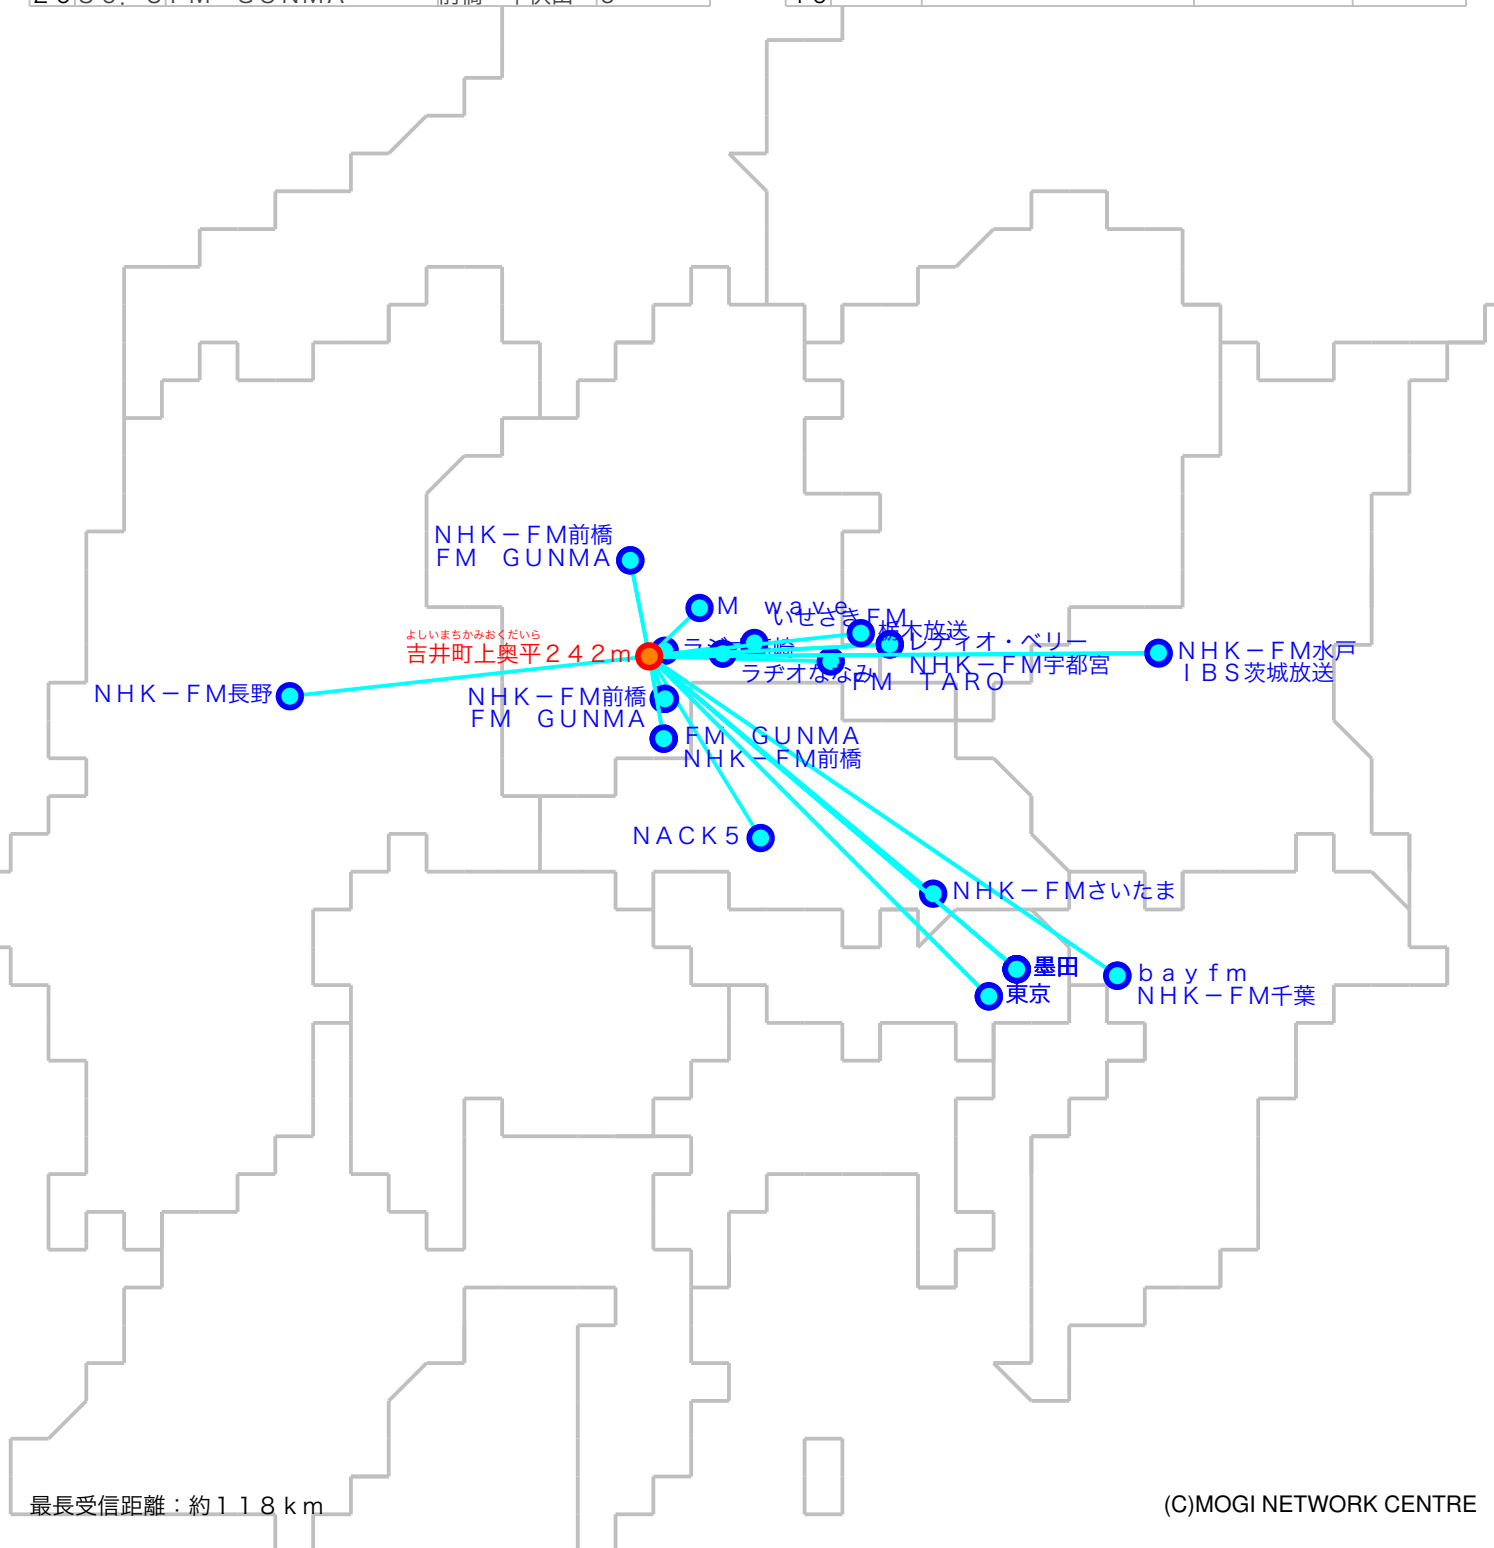 ＦＭ　ＧＵＮＭＡ
ＮＨＫ－ＦＭ前橋
ＦＭ　ＧＵＮＭＡ
Ｍ　ｗａｖｅ
いせさきＦＭ
栃木放送
レディオ・ベリー
ＮＨＫ－ＦＭ宇都宮
ＮＨＫ－ＦＭ水戸
ＩＢＳ茨城放送
よしいまちかみおくだいら
吉井町上奥平２４２ｍ
ラヂオななみ
ＦＭ　ＴＡＲＯ
ＮＨＫ－ＦＭ長野
ＮＨＫ－ＦＭ前橋
ＦＭ　ＧＵＮＭＡ
ＦＭ　ＧＵＮＭＡ
ＮＨＫ－ＦＭ前橋
ＮＡＣＫ５
ＮＨＫ－ＦＭさいたま
墨田
東京
ｂａｙｆｍ
ＮＨＫ－ＦＭ千葉
最長受信距離：約１１８ｋｍ
(C)MOGI NETWORK CENTRE